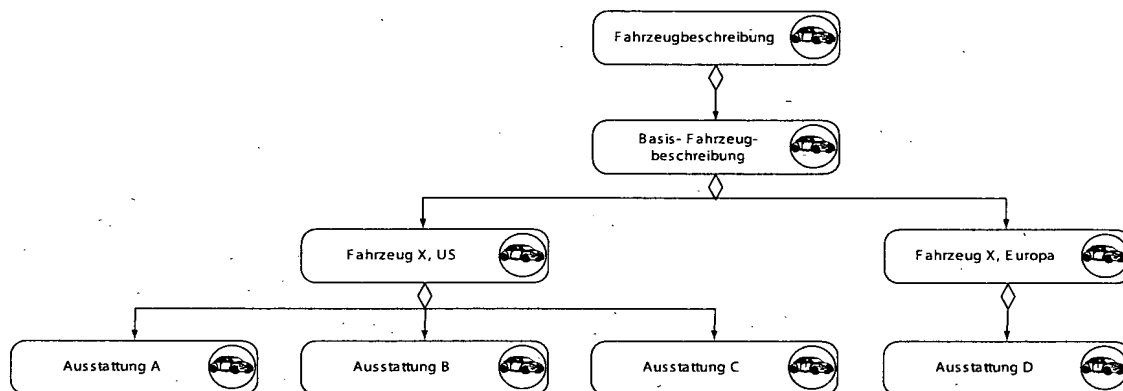 Fahrzeugbeschreibung
Basis- Fahrzeug-
beschreibung
Fahrzeug X, US
Fahrzeug X, Europa
Ausstattung A
Ausstattung B
Ausstattung C
Ausstattung D